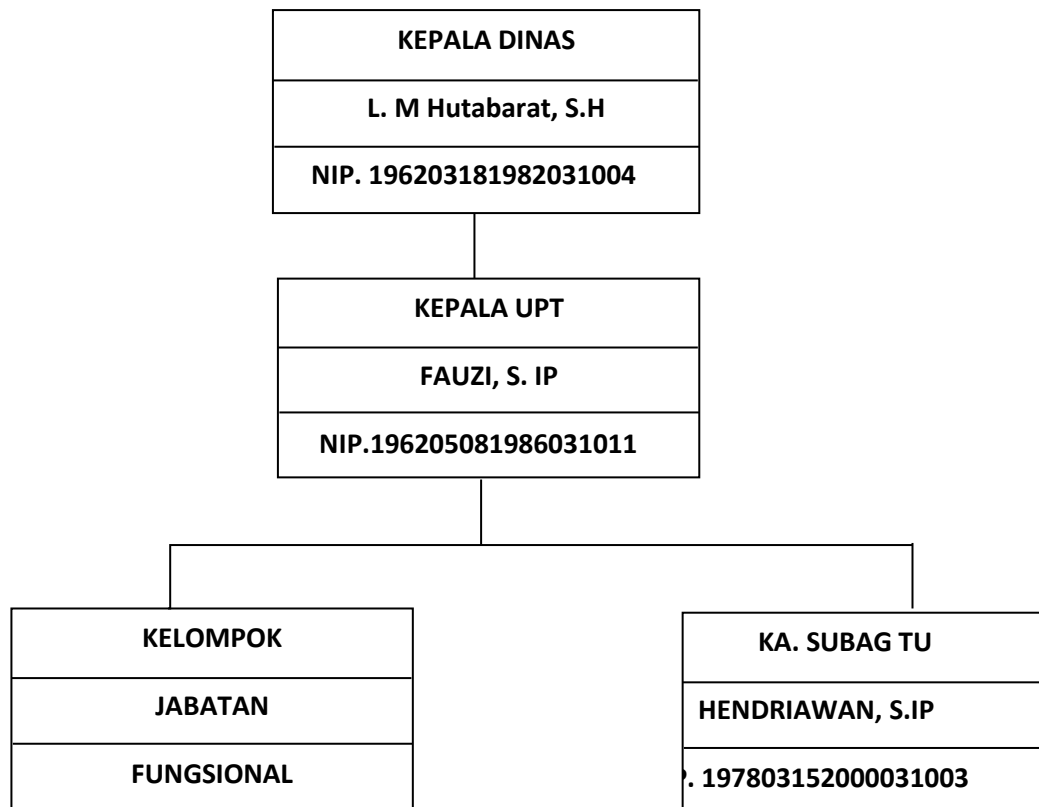 KEPALA DINAS
L. M Hutabarat, S.H
NIP. 196203181982031004
KEPALA UPT
FAUZI, S. IP
NIP.196205081986031011
KELOMPOK
JABATAN
FUNGSIONAL
KA. SUBAG TU
HENDRIAWAN, S.IP
. 197803152000031003